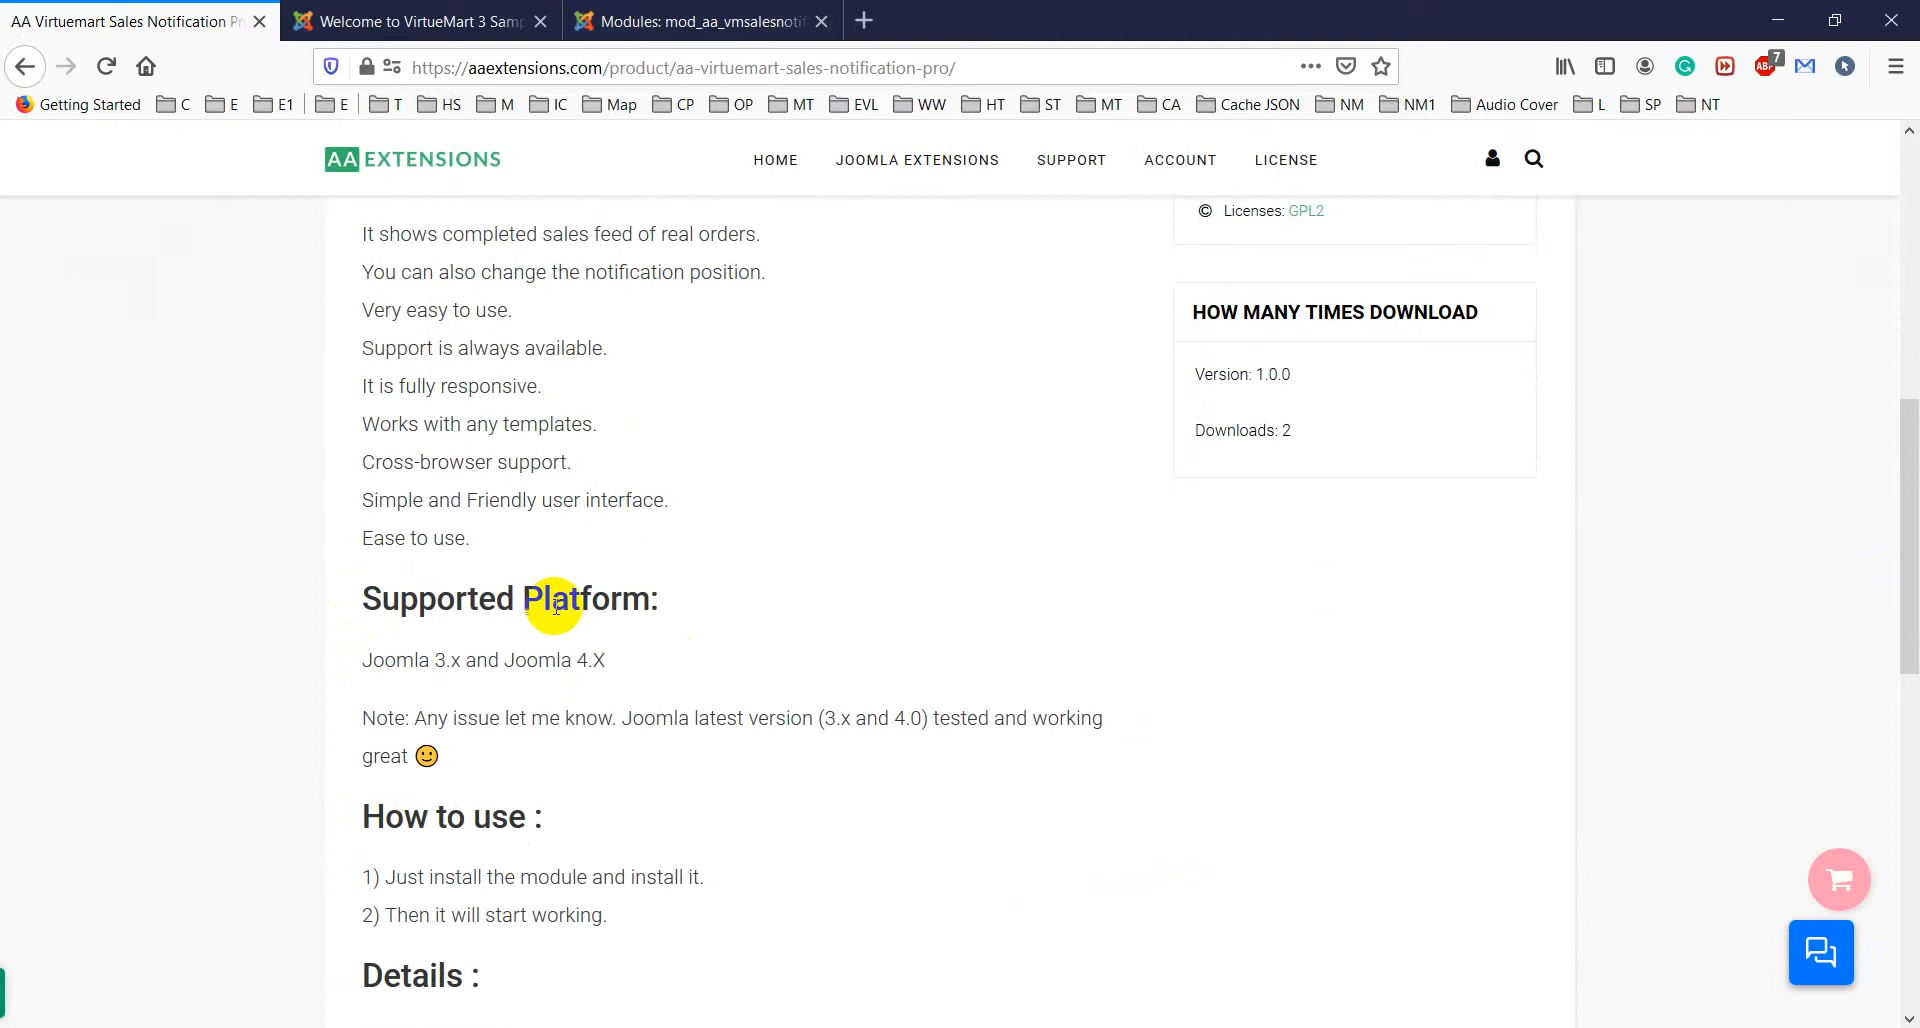 AA Virtuemart Sales Notification Pr
Welcome to VirtueMart 3 Samp
Modules: mod_aa_vmsalesnotif
https://aaextensions.com/product/aa-virtuemart-sales-notification-pro/
ABP
7
Getting Started C E E1 E T HS M IC Map CP OP MT EVL WW HT ST MT CA Cache JSON NM NM1 Audio Cover L SP NT
AA EXTENSIONS
HOME JOOMLA EXTENSIONS SUPPORT ACCOUNT LICENSE
© Licenses: GPL2
It shows completed sales feed of real orders.
You can also change the notification position.
Very easy to use.
Support is always available.
It is fully responsive.
Works with any templates.
Cross-browser support.
Simple and Friendly user interface.
Ease to use.
HOW MANY TIMES DOWNLOAD
Version: 1.0.0
Downloads: 2
Supported Platform:
Joomla 3.x and Joomla 4.X
Note: Any issue let me know. Joomla latest version (3.x and 4.0) tested and working
great 🙂
How to use :
1) Just install the module and install it.
2) Then it will start working.
Details :